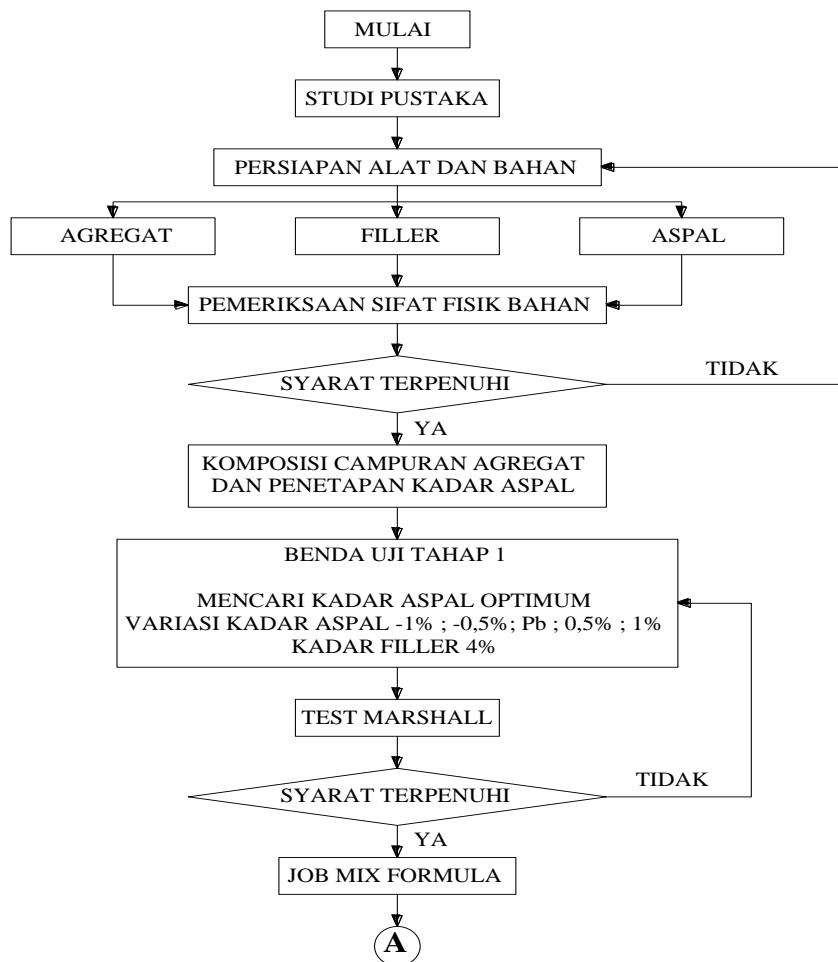 MULAI
STUDI PUSTAKA
PERSIAPAN ALAT DAN BAHAN
AGREGAT
FILLER
ASPAL
PEMERIKSAAN SIFAT FISIK BAHAN
SYARAT TERPENUHI
TIDAK
YA
KOMPOSISI CAMPURAN AGREGAT
DAN PENETAPAN KADAR ASPAL
BENDA UJI TAHAP 1
MENCARI KADAR ASPAL OPTIMUM
VARIASI KADAR ASPAL -1% ; -0,5%; Pb ; 0,5% ; 1%
KADAR FILLER 4%
TEST MARSHALL
SYARAT TERPENUHI
TIDAK
YA
JOB MIX FORMULA
A